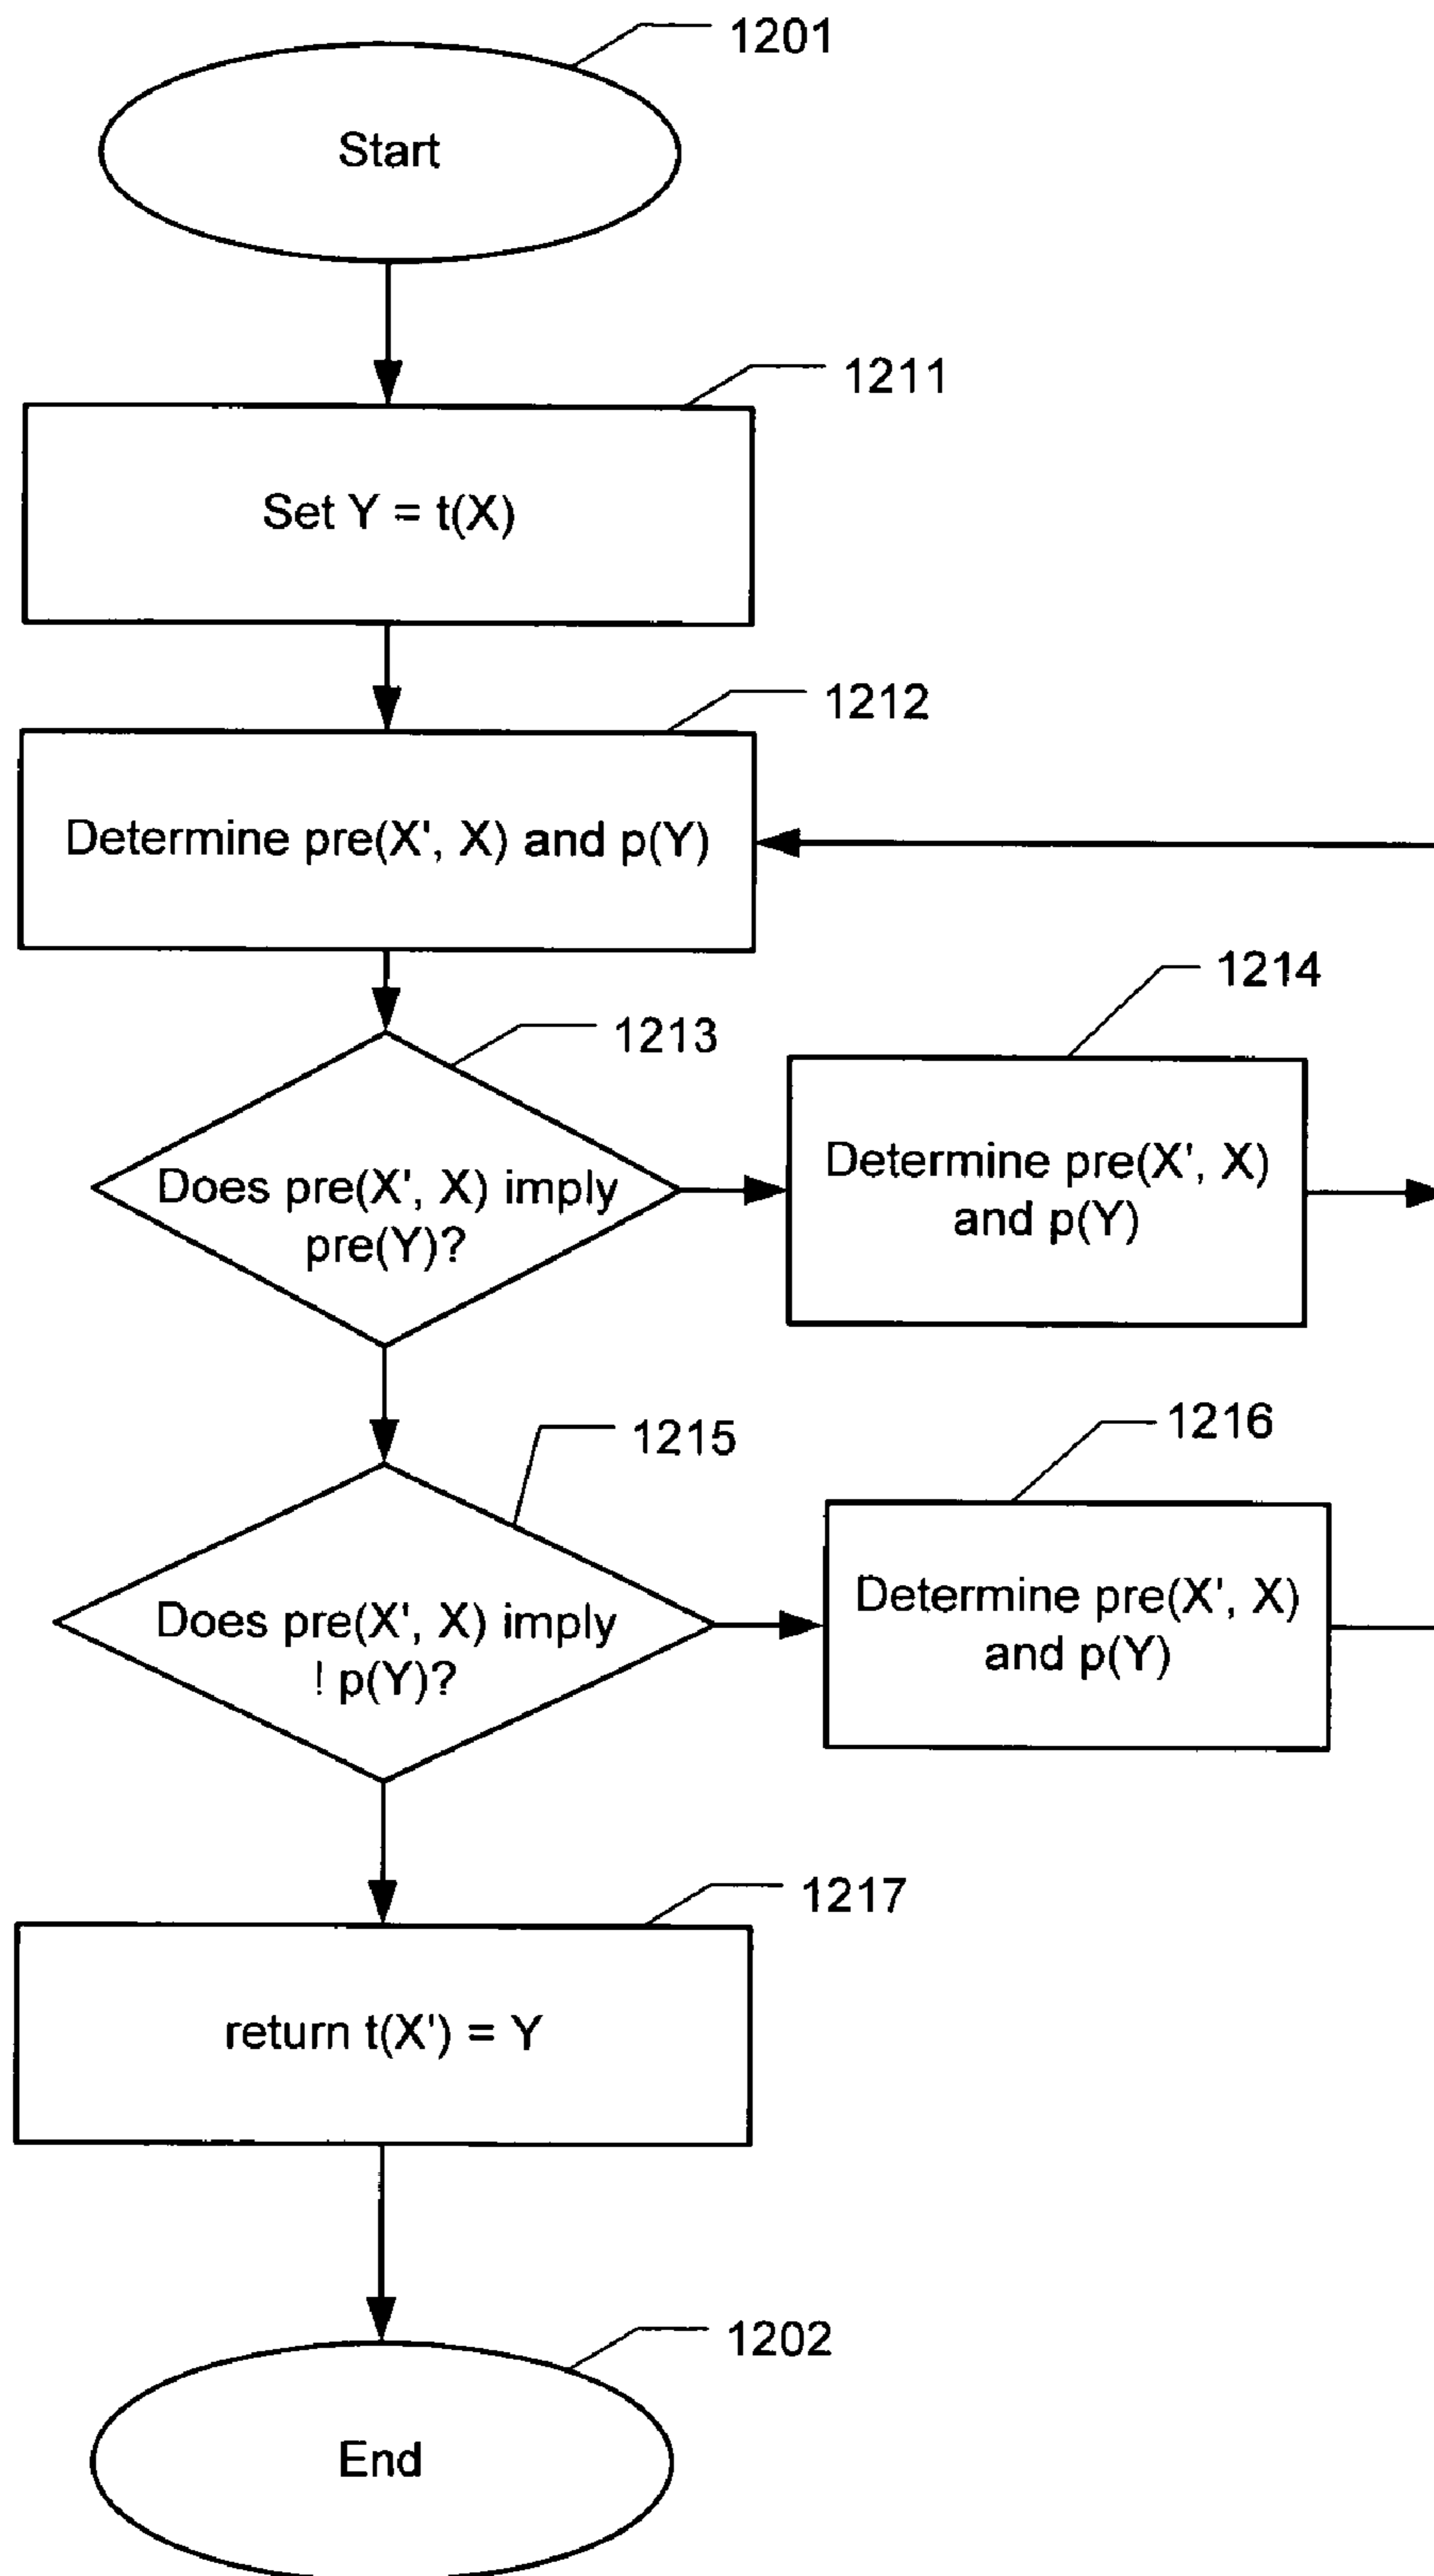 1201
Start
1211
Set Y = t(X)
1212
Determine pre(X', X) and p(Y)
1213
Does pre(X', X) imply
pre(Y)?
1214
Determine pre(X', X)
and p(Y)
1215
Does pre(X', X) imply
! p(Y)?
1216
Determine pre(X', X)
and p(Y)
1217
return t(X') = Y
1202
End